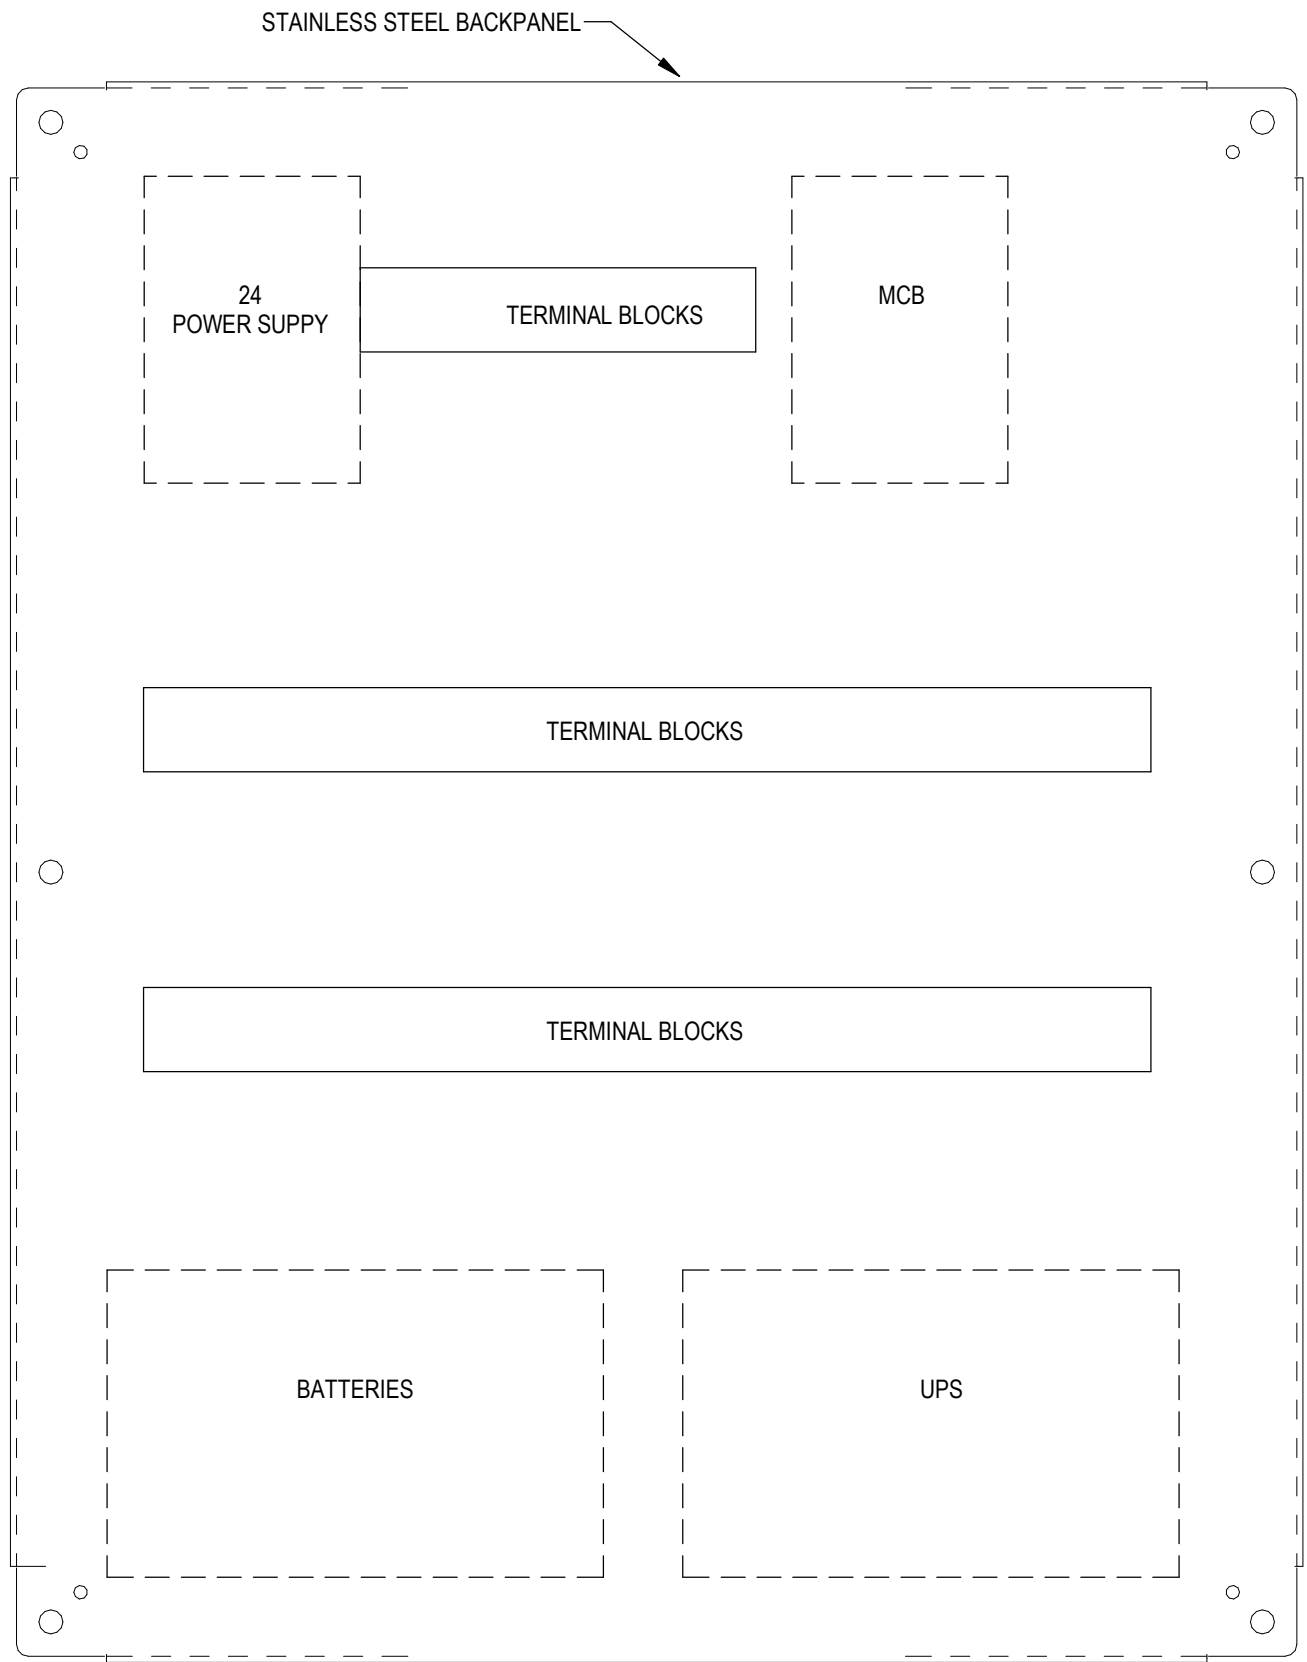 STAINLESS STEEL BACKPANEL
24
POWER SUPPY
TERMINAL BLOCKS
MCB
TERMINAL BLOCKS
TERMINAL BLOCKS
BATTERIES
UPS